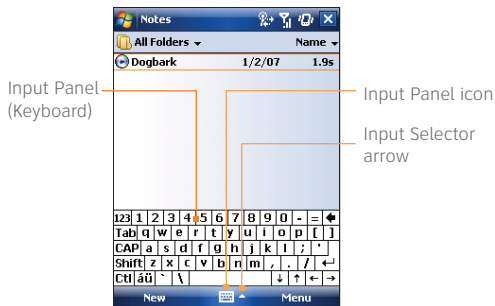 Notes
All Folders Name
Dogbark 1/2/07 1.9s
Input Panel
(Keyboard)
Input Panel icon
Input Selector
arrow
123 1 2 3 4 5 6 7 8 9 0 - =
Tab q w e r t y u i o p [ ]
CAP a s d f g h j k l ; '
Shift z x c v b n m , . /
Ctl áü ` \
New Menu